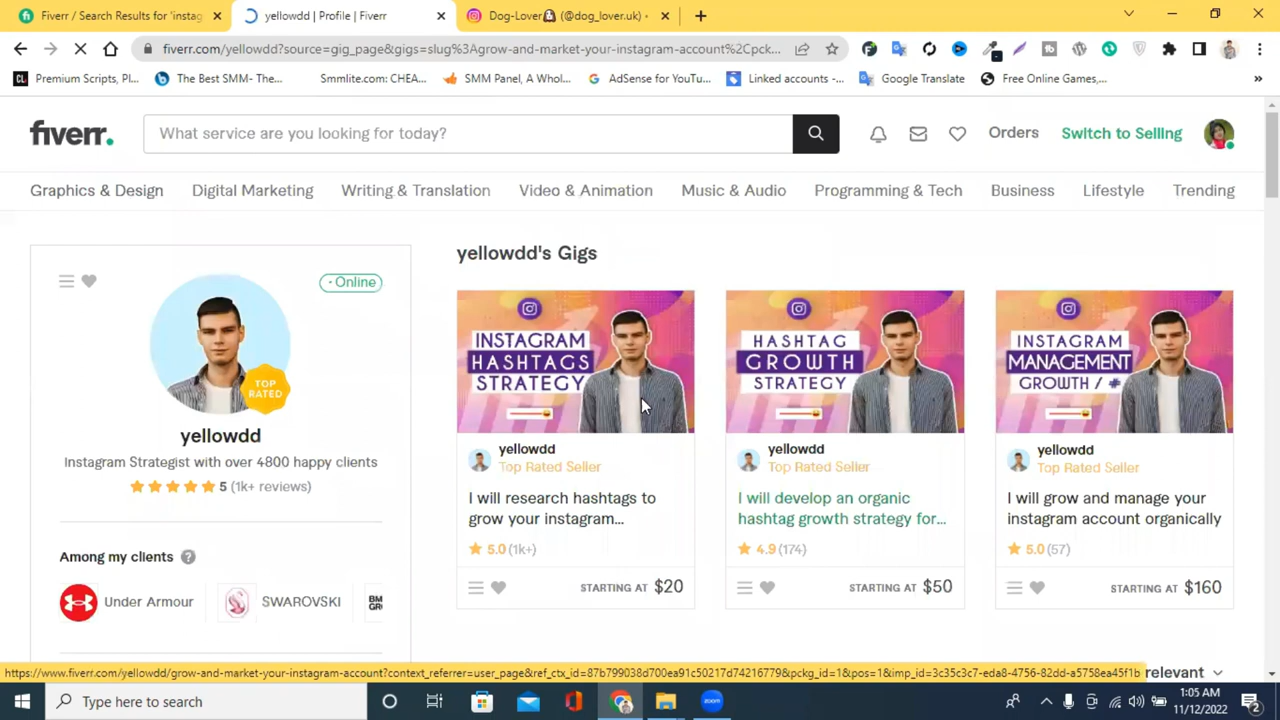 Fiverr / Search Results for 'instag
yellowdd | Profile | Fiverr
Dog-Lover (@dog_lover.uk) •
fiverr.com/yellowdd?source=gig_page&gigs=slug%3Agrow-and-market-your-instagram-account%2Cpck...
Premium Scripts, Pl...
The Best SMM- The...
Smmlite.com: CHEA...
SMM Panel, A Whol...
AdSense for YouTu...
Linked accounts -...
Google Translate
Free Online Games,...
»
fiverr.
What service are you looking for today?
Orders
Switch to Selling
Graphics & Design
Digital Marketing
Writing & Translation
Video & Animation
Music & Audio
Programming & Tech
Business
Lifestyle
Trending
· Online
TOP
RATED
yellowdd
Instagram Strategist with over 4800 happy clients
5 (1k+ reviews)
Among my clients ?
Under Armour
SWAROVSKI
yellowdd's Gigs
INSTAGRAM
HASHTAGS
STRATEGY
yellowdd
Top Rated Seller
I will research hashtags to
grow your instagram...
5.0 (1k+)
STARTING AT $20
HASHTAG
GROWTH
STRATEGY
yellowdd
Top Rated Seller
I will develop an organic
hashtag growth strategy for...
4.9 (174)
STARTING AT $50
INSTAGRAM
MANAGEMENT
GROWTH / #
yellowdd
Top Rated Seller
I will grow and manage your
instagram account organically
5.0 (57)
STARTING AT $160
relevant
https://www.fiverr.com/yellowdd/grow-and-market-your-instagram-account?context_referrer=user_page&ref_ctx_id=87b799038d700ea91c50217d74216779&pckg_id=1&pos=1&imp_id=3c35c3c7-eda8-4756-82dd-a5758ea45f1b
Type here to search
zoom
1:05 AM
11/12/2022
2